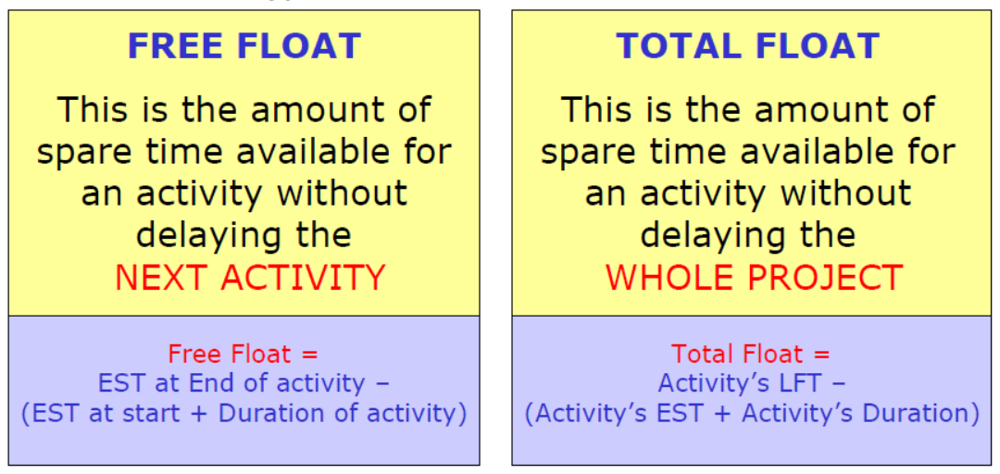 FREE FLOAT
This is the amount of
spare time available for
an activity without
delaying the
NEXT ACTIVITY
Free Float =
EST at End of activity –
(EST at start + Duration of activity)
TOTAL FLOAT
This is the amount of
spare time available for
an activity without
delaying the
WHOLE PROJECT
Total Float =
Activity's LFT –
(Activity's EST + Activity's Duration)